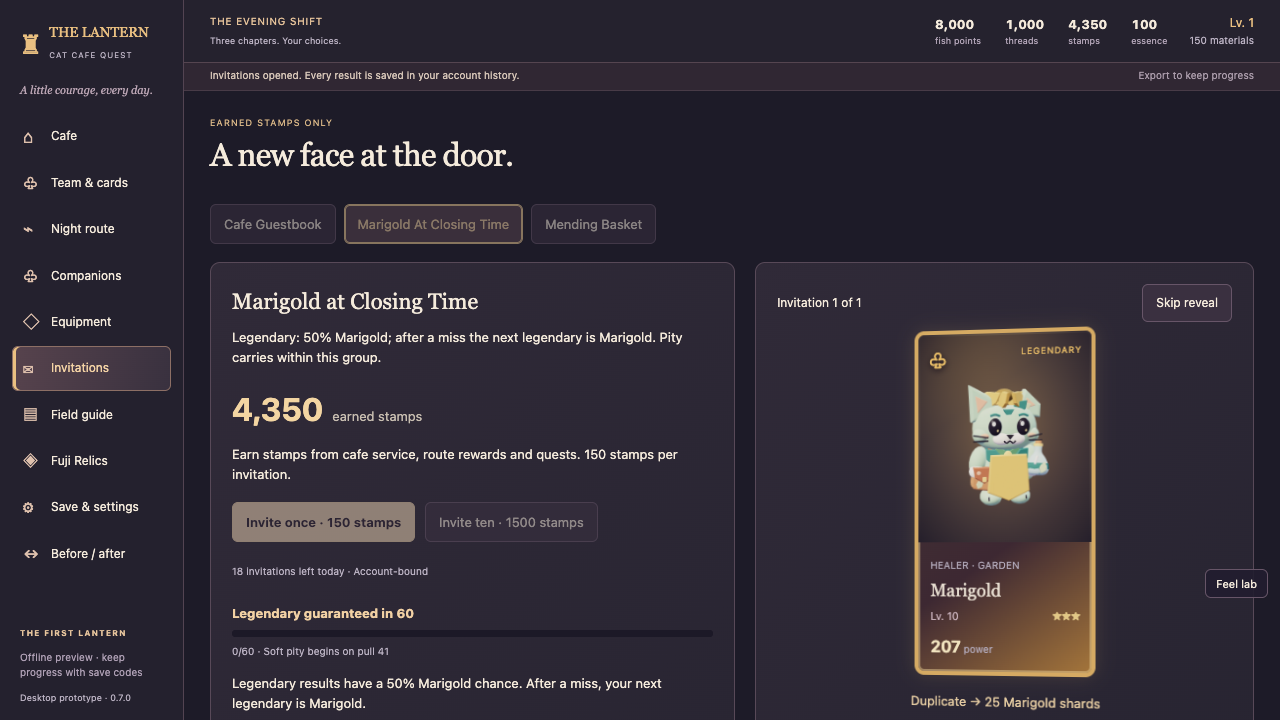 THE LANTERN
CAT CAFE QUEST
A little courage, every day.
Cafe
Team & cards
Night route
Companions
Equipment
Invitations
Field guide
Fuji Relics
Save & settings
Before / after
THE FIRST LANTERN
Offline preview · keep
progress with save codes
Desktop prototype · 0.7.0
THE EVENING SHIFT
Three chapters. Your choices.
8,000
fish points
1,000
threads
4,350
stamps
100
essence
Lv. 1
150 materials
Invitations opened. Every result is saved in your account history.
Export to keep progress
EARNED STAMPS ONLY
A new face at the door.
Cafe Guestbook
Marigold At Closing Time
Mending Basket
Marigold at Closing Time
Legendary: 50% Marigold; after a miss the next legendary is Marigold. Pity
carries within this group.
4,350 earned stamps
Earn stamps from cafe service, route rewards and quests. 150 stamps per
invitation.
Invite once · 150 stamps
Invite ten · 1500 stamps
18 invitations left today · Account-bound
Legendary guaranteed in 60
0/60 · Soft pity begins on pull 41
Legendary results have a 50% Marigold chance. After a miss, your next
legendary is Marigold.
Invitation 1 of 1
Skip reveal
LEGENDARY
HEALER · GARDEN
Marigold
Lv. 10
★★★
207 power
Duplicate → 25 Marigold shards
Feel lab